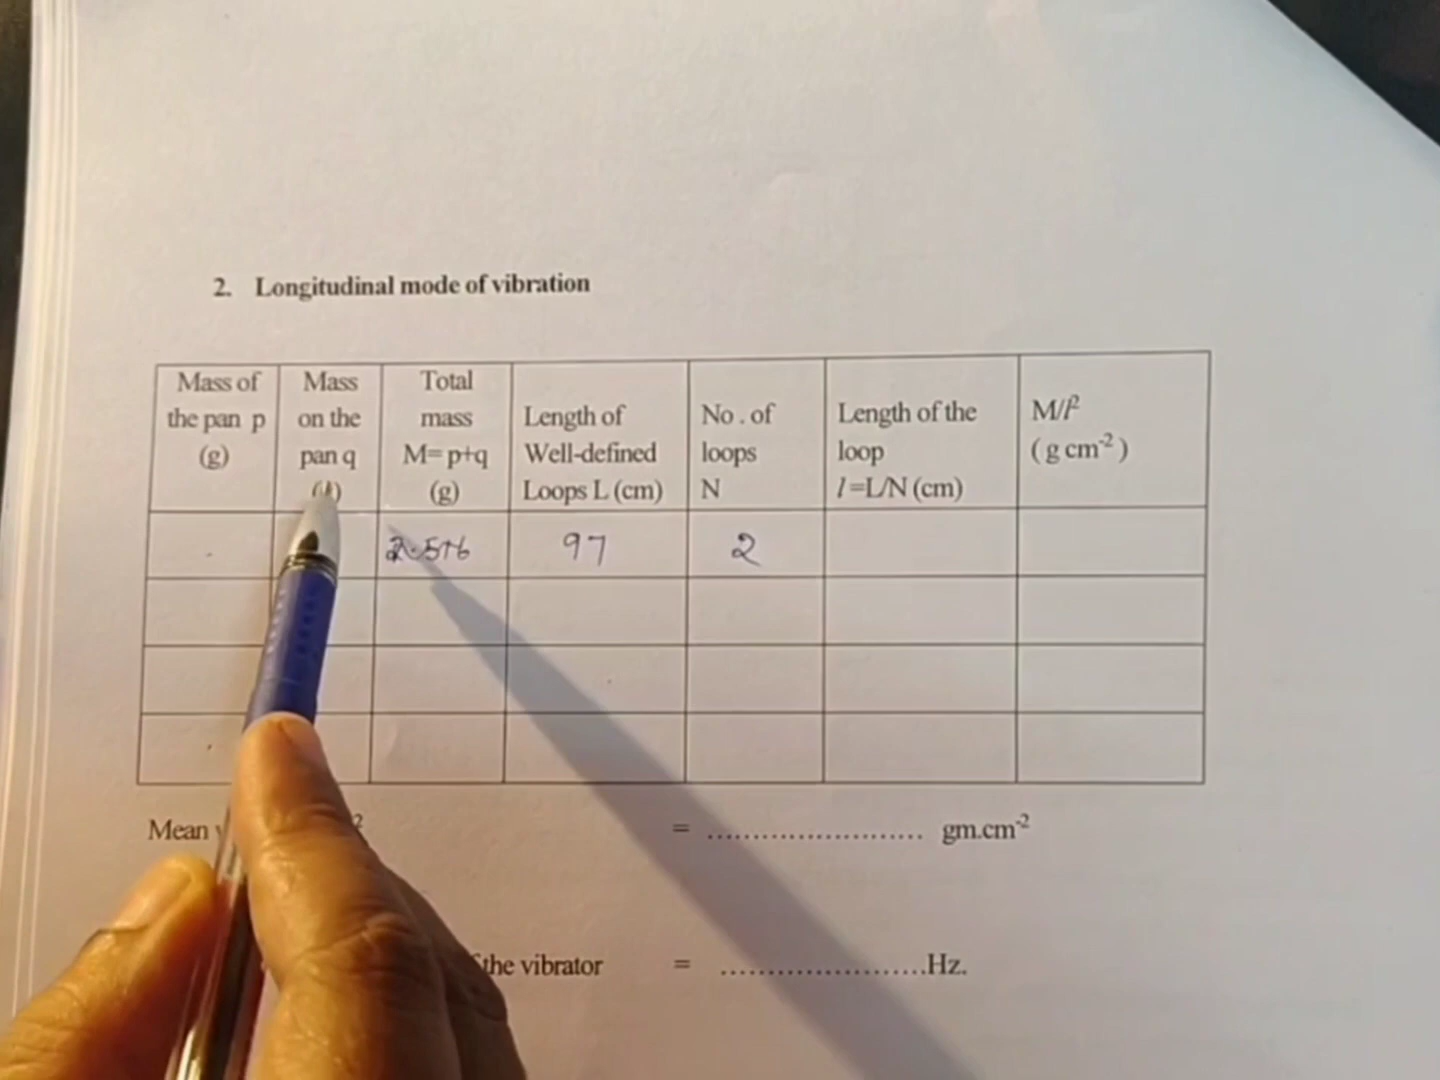 2. Longitudinal mode of vibration
Mass of
the pan p
(g)
Mass
on the
pan q
Total
mass
M=p+q
(g)
Length of
Well-defined
Loops L (cm)
No . of
loops
N
Length of the
loop
l=L/N (cm)
M/l²
( g cm⁻² )
97
2
Mean
= ........................ gm.cm⁻²
the vibrator = ......................Hz.